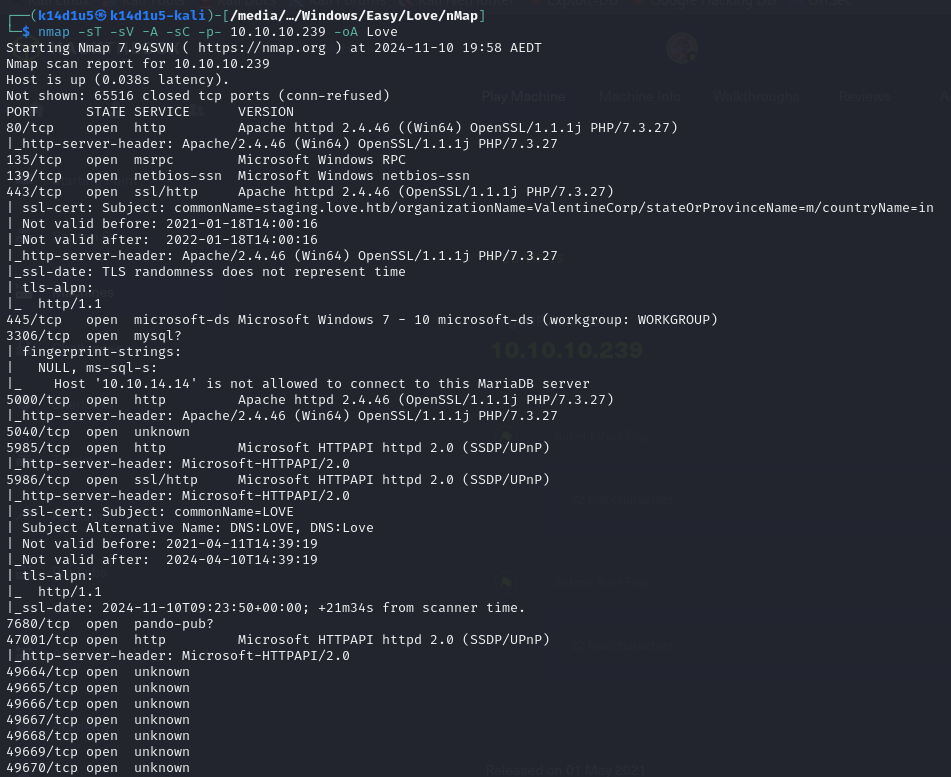 ┌──(k14d1u5㉿k14d1u5-kali)-[/media/…/Windows/Easy/Love/nMap]
└─$ nmap -sT -sV -A -sC -p- 10.10.10.239 -oA Love
Starting Nmap 7.94SVN ( https://nmap.org ) at 2024-11-10 19:58 AEDT
Nmap scan report for 10.10.10.239
Host is up (0.038s latency).
Not shown: 65516 closed tcp ports (conn-refused)
PORT      STATE SERVICE      VERSION
80/tcp    open  http         Apache httpd 2.4.46 ((Win64) OpenSSL/1.1.1j PHP/7.3.27)
|_http-server-header: Apache/2.4.46 (Win64) OpenSSL/1.1.1j PHP/7.3.27
135/tcp   open  msrpc        Microsoft Windows RPC
139/tcp   open  netbios-ssn  Microsoft Windows netbios-ssn
443/tcp   open  ssl/http     Apache httpd 2.4.46 (OpenSSL/1.1.1j PHP/7.3.27)
| ssl-cert: Subject: commonName=staging.love.htb/organizationName=ValentineCorp/stateOrProvinceName=m/countryName=in
| Not valid before: 2021-01-18T14:00:16
|_Not valid after:  2022-01-18T14:00:16
|_http-server-header: Apache/2.4.46 (Win64) OpenSSL/1.1.1j PHP/7.3.27
|_ssl-date: TLS randomness does not represent time
| tls-alpn:
|_  http/1.1
445/tcp   open  microsoft-ds Microsoft Windows 7 - 10 microsoft-ds (workgroup: WORKGROUP)
3306/tcp  open  mysql?
| fingerprint-strings:
|   NULL, ms-sql-s:
|_    Host '10.10.14.14' is not allowed to connect to this MariaDB server
5000/tcp  open  http         Apache httpd 2.4.46 (OpenSSL/1.1.1j PHP/7.3.27)
|_http-server-header: Apache/2.4.46 (Win64) OpenSSL/1.1.1j PHP/7.3.27
5040/tcp  open  unknown
5985/tcp  open  http         Microsoft HTTPAPI httpd 2.0 (SSDP/UPnP)
|_http-server-header: Microsoft-HTTPAPI/2.0
5986/tcp  open  ssl/http     Microsoft HTTPAPI httpd 2.0 (SSDP/UPnP)
|_http-server-header: Microsoft-HTTPAPI/2.0
| ssl-cert: Subject: commonName=LOVE
| Subject Alternative Name: DNS:LOVE, DNS:Love
| Not valid before: 2021-04-11T14:39:19
|_Not valid after:  2024-04-10T14:39:19
| tls-alpn:
|_  http/1.1
|_ssl-date: 2024-11-10T09:23:50+00:00; +21m34s from scanner time.
7680/tcp  open  pando-pub?
47001/tcp open  http         Microsoft HTTPAPI httpd 2.0 (SSDP/UPnP)
|_http-server-header: Microsoft-HTTPAPI/2.0
49664/tcp open  unknown
49665/tcp open  unknown
49666/tcp open  unknown
49667/tcp open  unknown
49668/tcp open  unknown
49669/tcp open  unknown
49670/tcp open  unknown
Play Machine
Machine Info
Walkthroughs
Reviews
10.10.10.239
Released on 01 May 2021